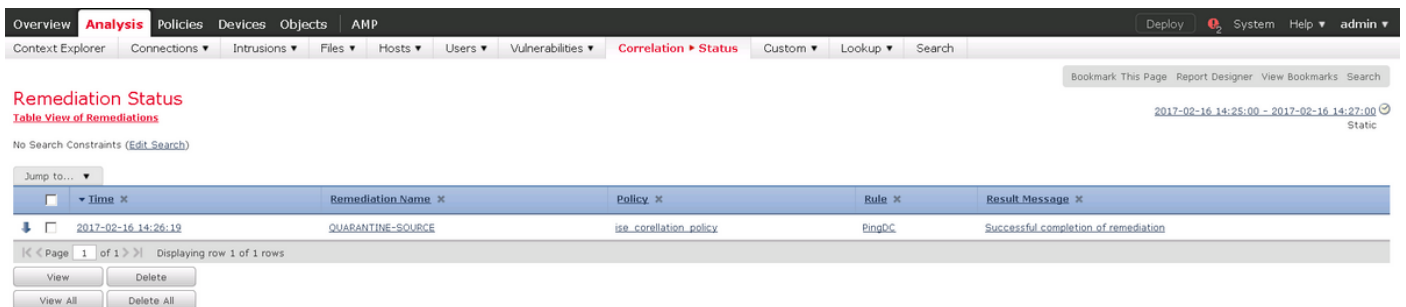 Overview Analysis Policies Devices Objects AMP Deploy 2 System Help ▼ admin ▼
Context Explorer Connections ▼ Intrusions ▼ Files ▼ Hosts ▼ Users ▼ Vulnerabilities ▼ Correlation ▸ Status Custom ▼ Lookup ▼ Search
Bookmark This Page Report Designer View Bookmarks Search
Remediation Status
Table View of Remediations
2017-02-16 14:25:00 - 2017-02-16 14:27:00
Static
No Search Constraints (Edit Search)
Jump to... ▼
▼ Time × Remediation Name × Policy × Rule × Result Message ×
2017-02-16 14:26:19 QUARANTINE-SOURCE ise_corellation_policy PingDC Successful completion of remediation
|< < Page 1 of 1 > >| Displaying row 1 of 1 rows
View Delete
View All Delete All